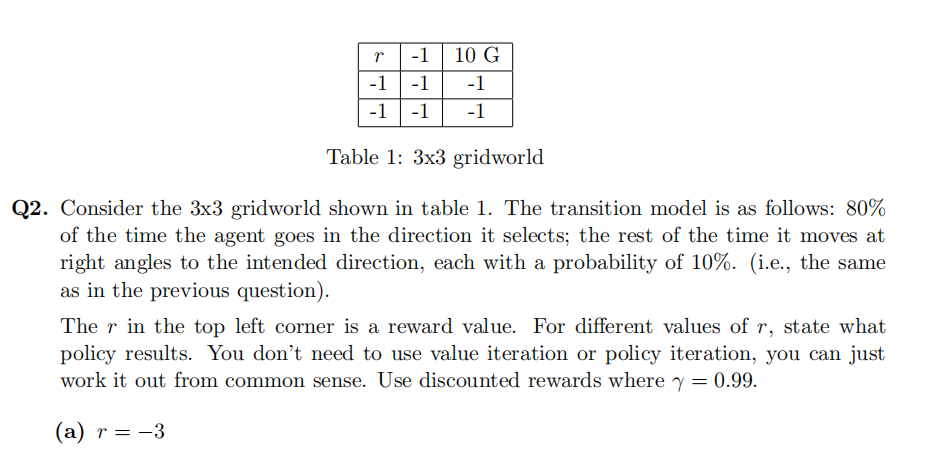 r -1 10 G
-1 -1 -1
-1 -1 -1
Table 1: 3x3 gridworld
Q2. Consider the 3x3 gridworld shown in table 1. The transition model is as follows: 80%
of the time the agent goes in the direction it selects; the rest of the time it moves at
right angles to the intended direction, each with a probability of 10%. (i.e., the same
as in the previous question).
The r in the top left corner is a reward value. For different values of r, state what
policy results. You don't need to use value iteration or policy iteration, you can just
work it out from common sense. Use discounted rewards where γ = 0.99.
(a) r = −3